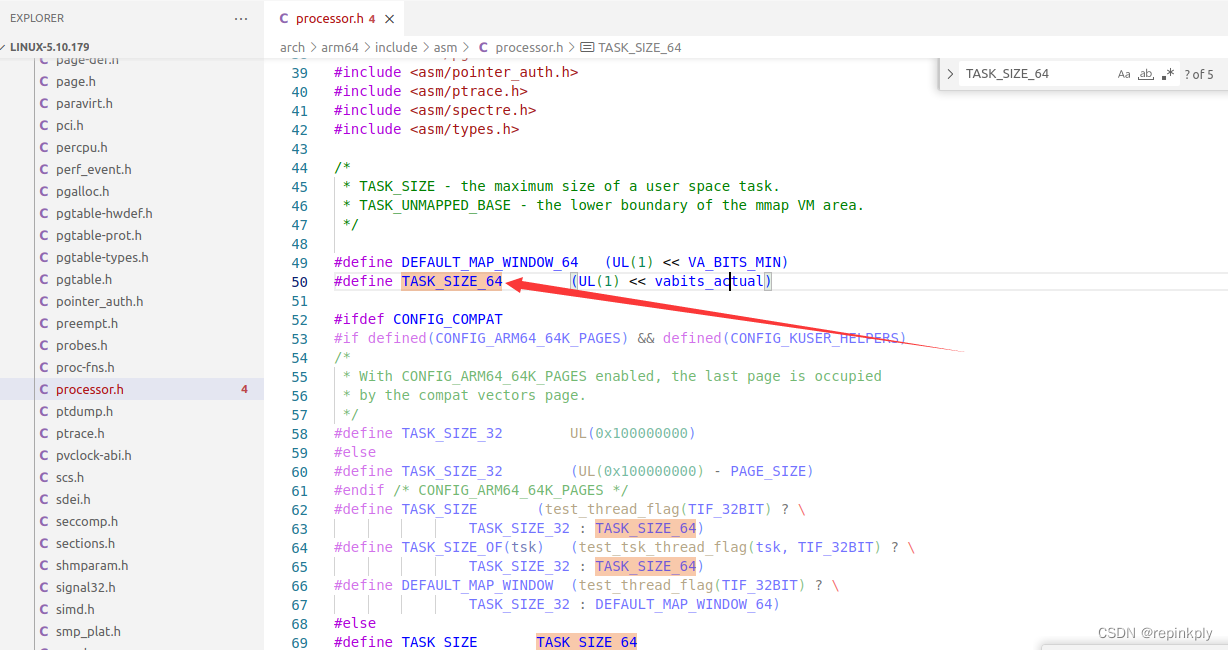 EXPLORER
LINUX-5.10.179
page-def.h
page.h
paravirt.h
pci.h
percpu.h
perf_event.h
pgalloc.h
pgtable-hwdef.h
pgtable-prot.h
pgtable-types.h
pgtable.h
pointer_auth.h
preempt.h
probes.h
proc-fns.h
processor.h 4
ptdump.h
ptrace.h
pvclock-abi.h
scs.h
sdei.h
seccomp.h
sections.h
shmparam.h
signal32.h
simd.h
smp_plat.h
C processor.h 4 ×
arch > arm64 > include > asm > C processor.h > TASK_SIZE_64
TASK_SIZE_64 Aa ab .* ? of 5
39 #include <asm/pointer_auth.h>
40 #include <asm/ptrace.h>
41 #include <asm/spectre.h>
42 #include <asm/types.h>
43
44 /*
45  * TASK_SIZE - the maximum size of a user space task.
46  * TASK_UNMAPPED_BASE - the lower boundary of the mmap VM area.
47  */
48
49 #define DEFAULT_MAP_WINDOW_64 (UL(1) << VA_BITS_MIN)
50 #define TASK_SIZE_64 (UL(1) << vabits_actual)
51
52 #ifdef CONFIG_COMPAT
53 #if defined(CONFIG_ARM64_64K_PAGES) && defined(CONFIG_KUSER_HELPERS)
54 /*
55  * With CONFIG_ARM64_64K_PAGES enabled, the last page is occupied
56  * by the compat vectors page.
57  */
58 #define TASK_SIZE_32 UL(0x100000000)
59 #else
60 #define TASK_SIZE_32 (UL(0x100000000) - PAGE_SIZE)
61 #endif /* CONFIG_ARM64_64K_PAGES */
62 #define TASK_SIZE (test_thread_flag(TIF_32BIT) ? \
63 TASK_SIZE_32 : TASK_SIZE_64)
64 #define TASK_SIZE_OF(tsk) (test_tsk_thread_flag(tsk, TIF_32BIT) ? \
65 TASK_SIZE_32 : TASK_SIZE_64)
66 #define DEFAULT_MAP_WINDOW (test_thread_flag(TIF_32BIT) ? \
67 TASK_SIZE_32 : DEFAULT_MAP_WINDOW_64)
68 #else
69 #define TASK_SIZE TASK_SIZE_64
CSDN @repinkply